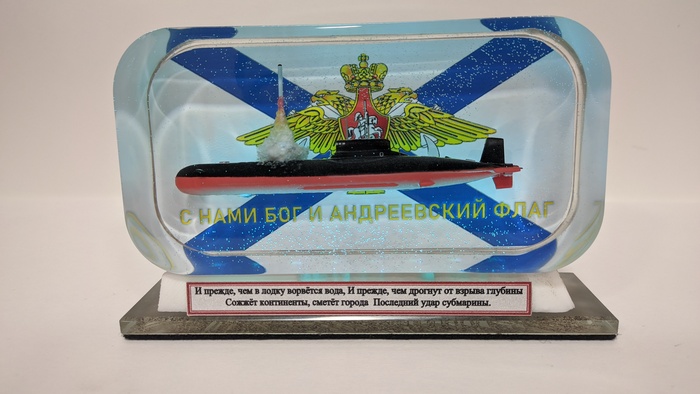 С НАМИ БОГ И АНДРЕЕВСКИЙ ФЛАГ
И прежде, чем в лодку ворвётся вода, И прежде, чем дрогнут от взрыва глубины
Сожжёт континенты, сметёт города Последний удар субмарины.